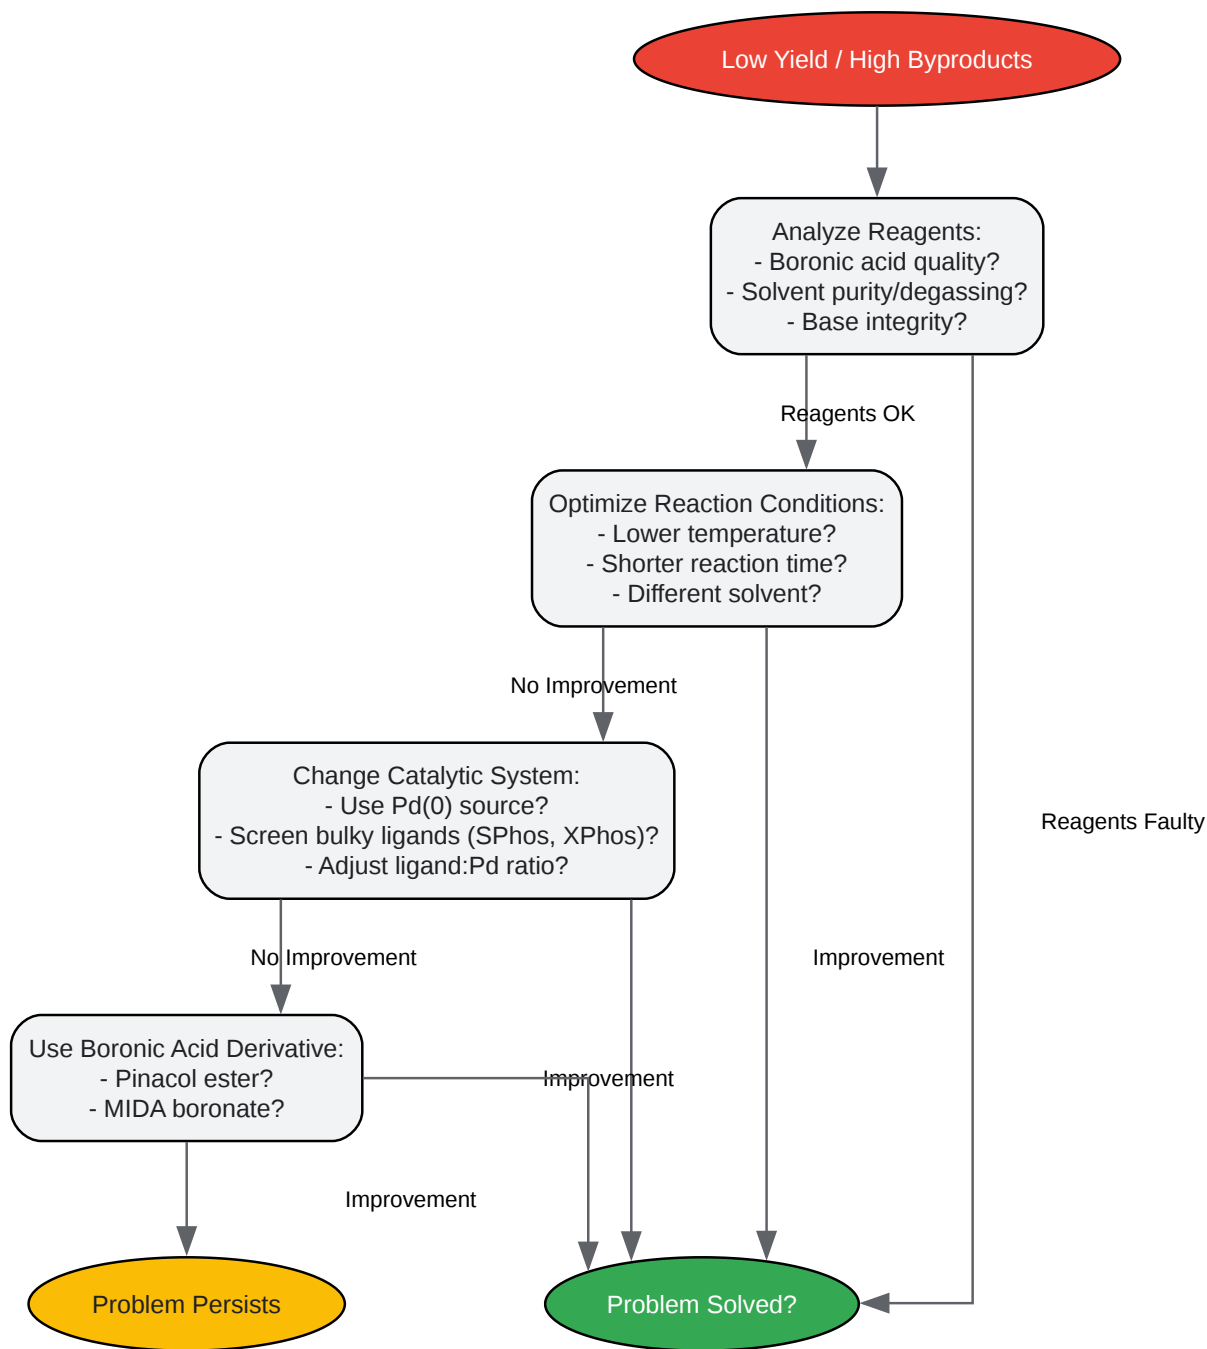 Low Yield / High Byproducts
Analyze Reagents:
- Boronic acid quality?
- Solvent purity/degassing?
- Base integrity?
Reagents OK
Optimize Reaction Conditions:
- Lower temperature?
- Shorter reaction time?
- Different solvent?
No Improvement
Change Catalytic System:
- Use Pd(0) source?
- Screen bulky ligands (SPhos, XPhos)?
- Adjust ligand:Pd ratio?
Reagents Faulty
No Improvement
Improvement
Use Boronic Acid Derivative:
- Pinacol ester?
- MIDA boronate?
Improvement
Improvement
Problem Persists
Problem Solved?